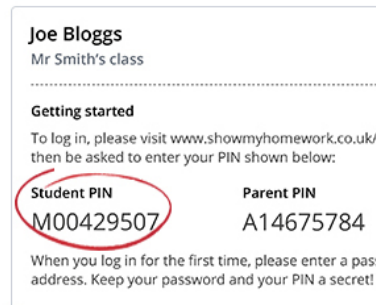 Joe Bloggs
Mr Smith's class
Getting started
To log in, please visit www.showmyhomework.co.uk/
then be asked to enter your PIN shown below:
Student PIN Parent PIN
M00429507 A14675784
When you log in for the first time, please enter a pas
address. Keep your password and your PIN a secret!